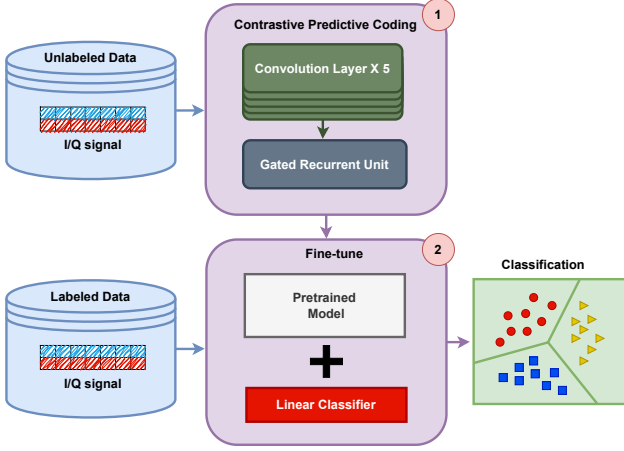 Contrastive Predictive Coding
1
Unlabeled Data
I/Q signal
Convolution Layer X 5
Gated Recurrent Unit
Fine-tune
2
Labeled Data
I/Q signal
Pretrained
Model
+
Linear Classifier
Classification